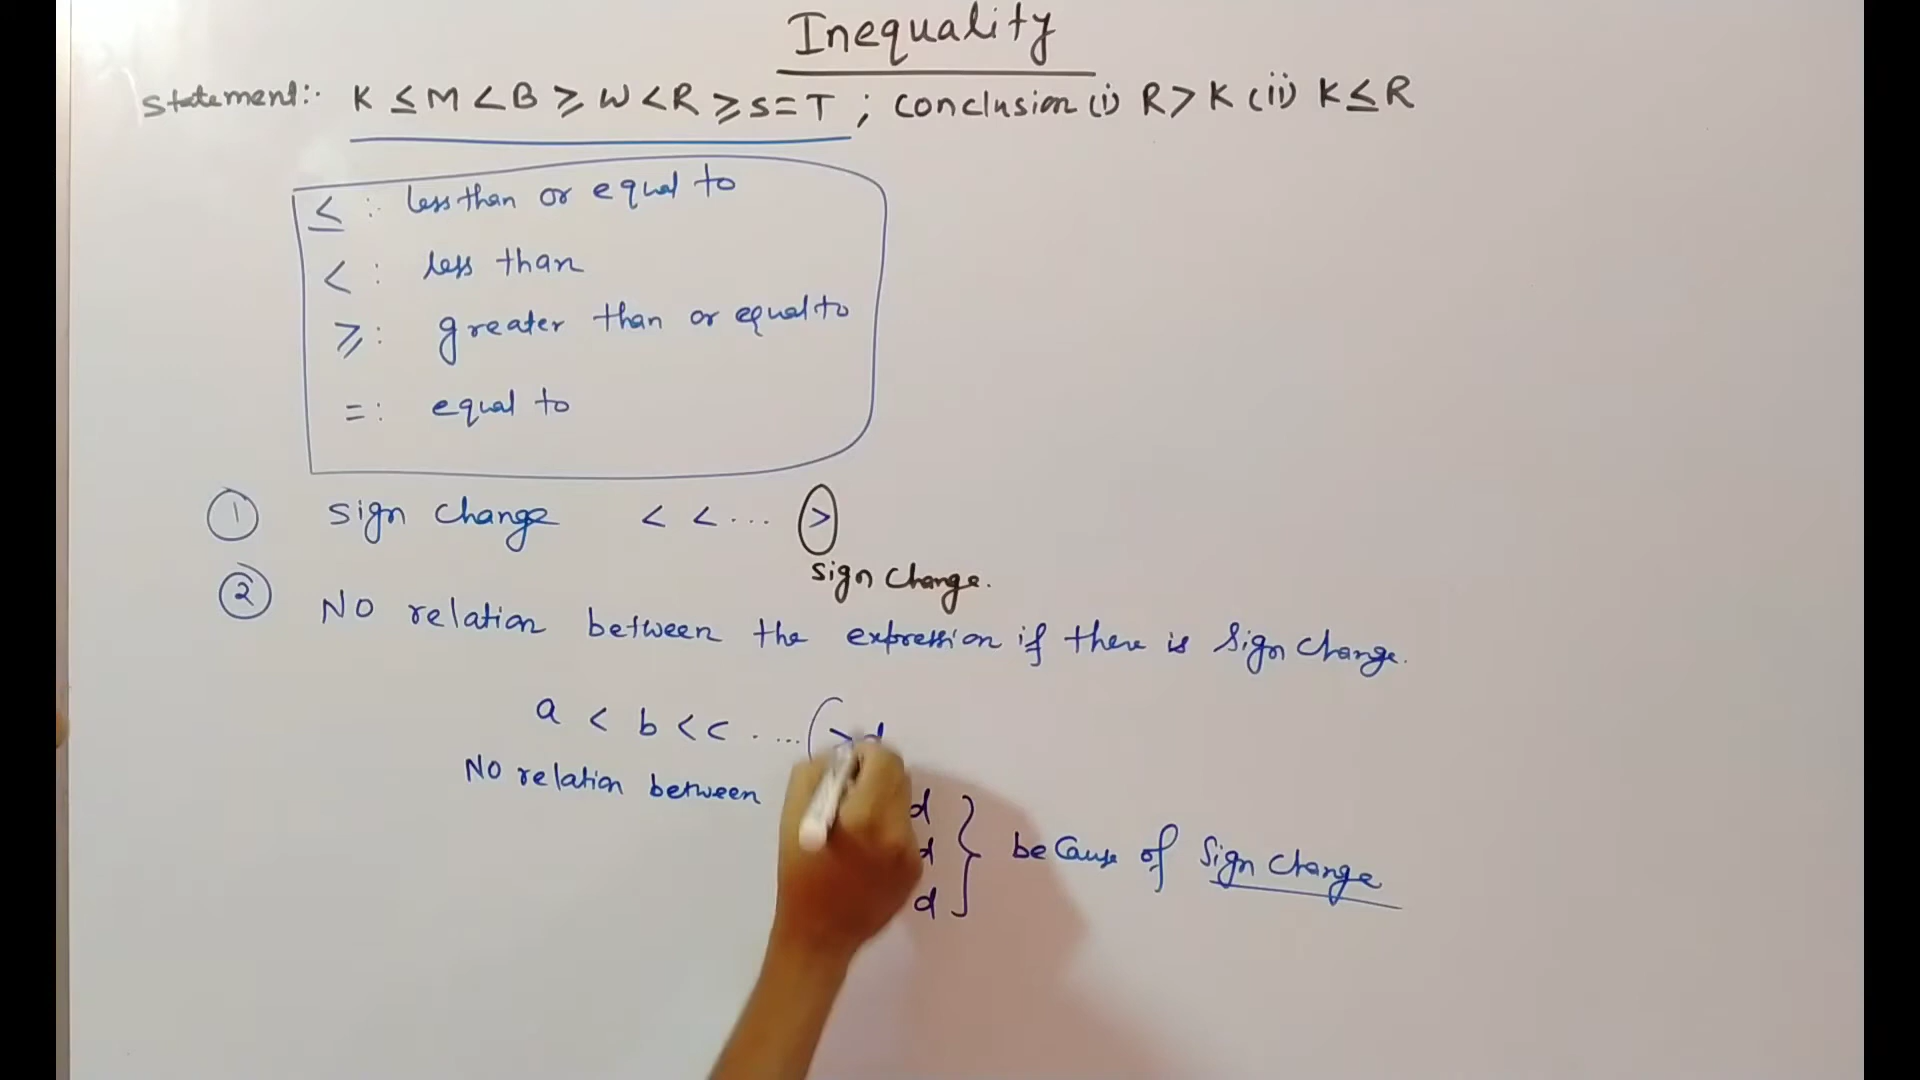 Inequality
Statement:- K ≤ M < B ≥ W < R ≥ S = T ; Conclusion (i) R > K (ii) K ≤ R
≤ : less than or equal to
< : less than
≥ : greater than or equal to
= : equal to
① Sign change < < ... >
Sign change.
② NO relation between the expression if there is sign change.
a < b < c . ... > d
NO relation between
d
d } because of sign change
d